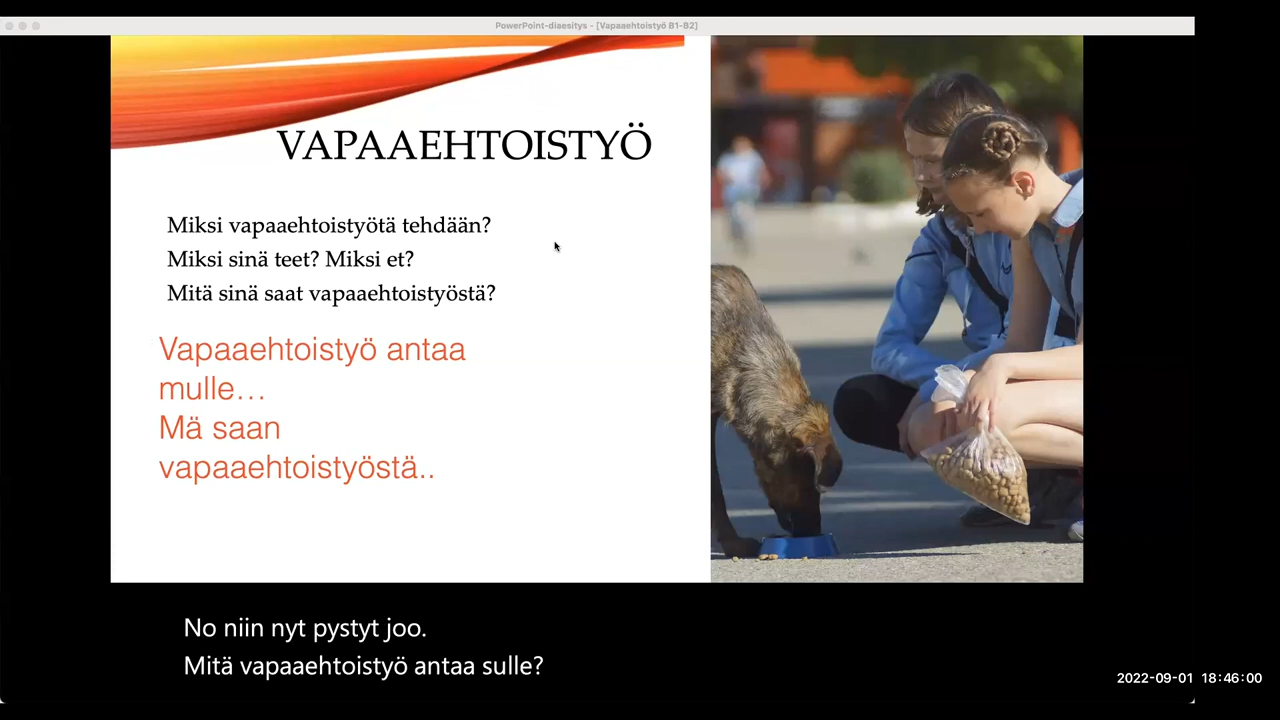 PowerPoint-diaesitys - [Vapaaehtoistyö B1-B2]
VAPAAEHTOISTYÖ
Miksi vapaaehtoistyötä tehdään?
Miksi sinä teet? Miksi et?
Mitä sinä saat vapaaehtoistyöstä?
Vapaaehtoistyö antaa
mulle...
Mä saan
vapaaehtoistyöstä..
No niin nyt pystyt joo.
Mitä vapaaehtoistyö antaa sulle?
2022-09-01 18:46:00